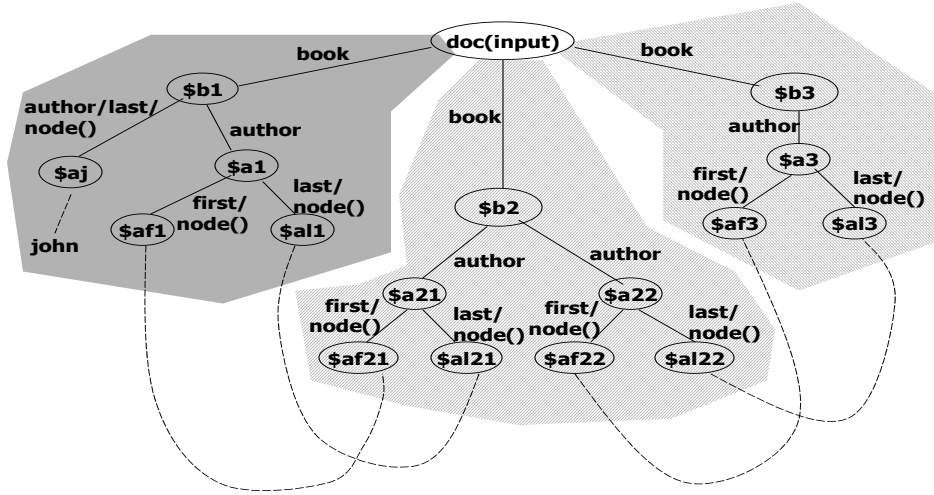 doc(input)
book
book
book
$b1
$b3
author/last/
node()
author
author
$aj
$a1
$a3
first/
node()
last/
node()
first/
node()
last/
node()
$af1
$al1
$b2
$af3
$al3
john
author
author
$a21
$a22
first/
node()
last/
node()
first/
node()
last/
node()
$af21
$al21
$af22
$al22